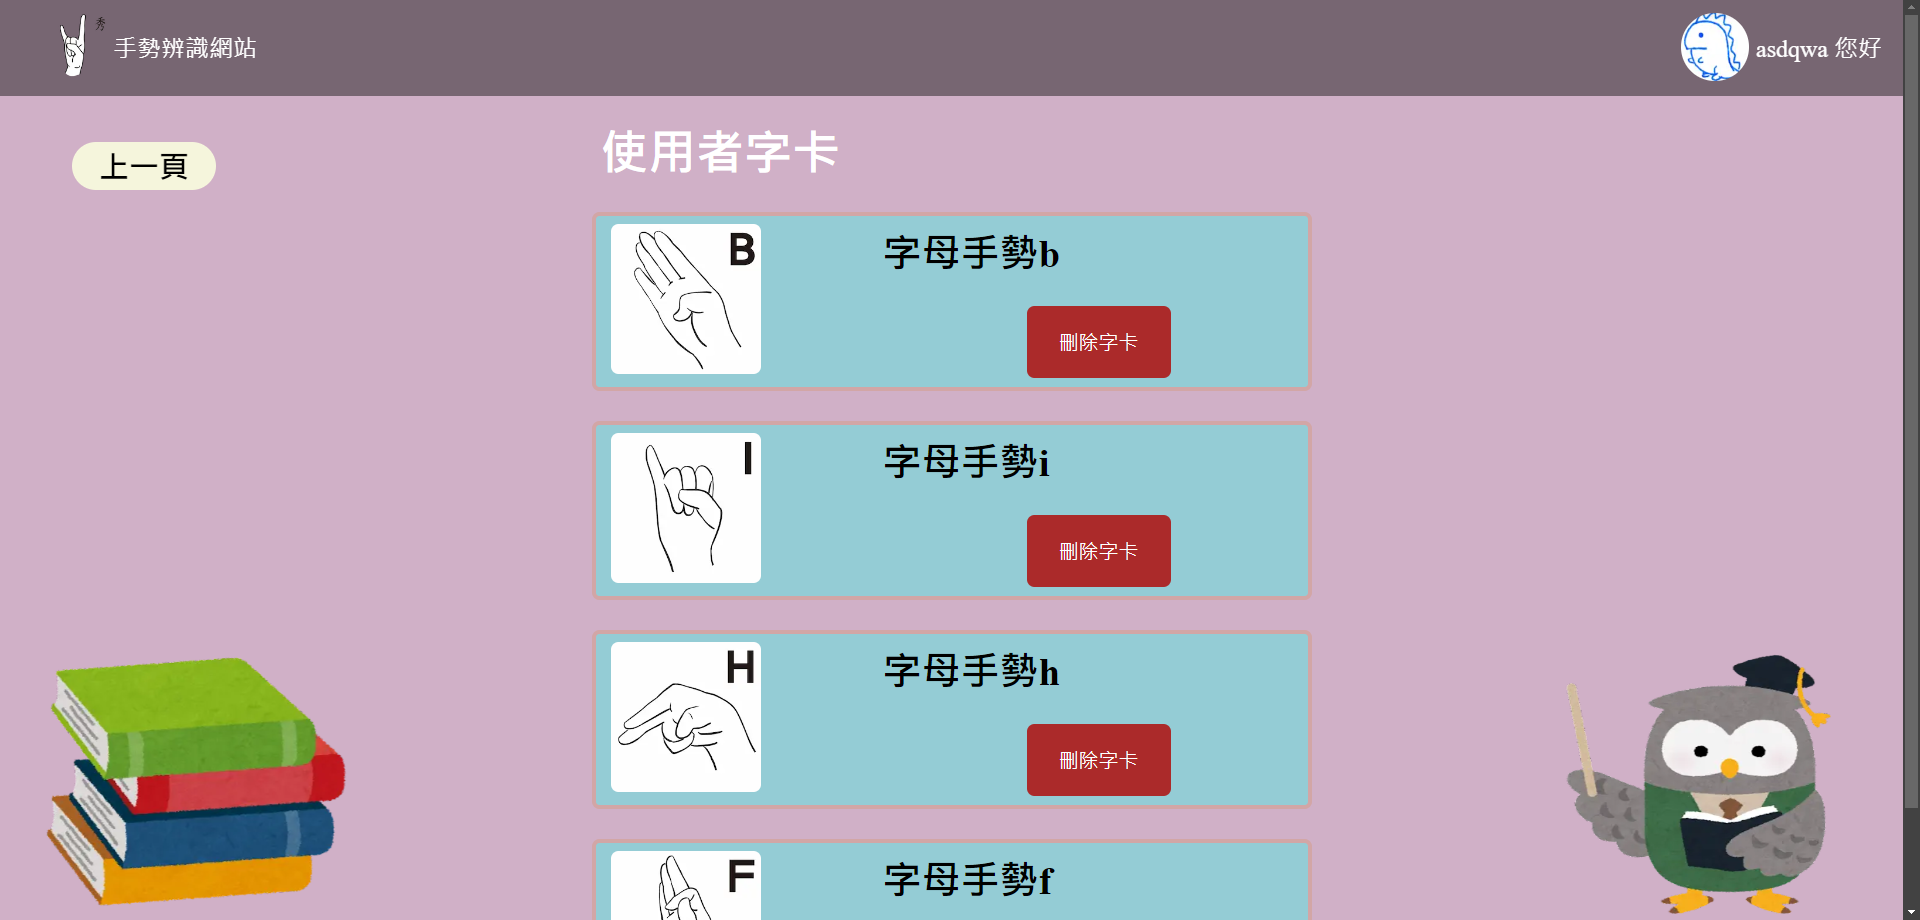 秀
手勢辨識網站
asdqwa 您好
上一頁
使用者字卡
B
字母手勢b
刪除字卡
I
字母手勢i
刪除字卡
H
字母手勢h
刪除字卡
F
字母手勢f